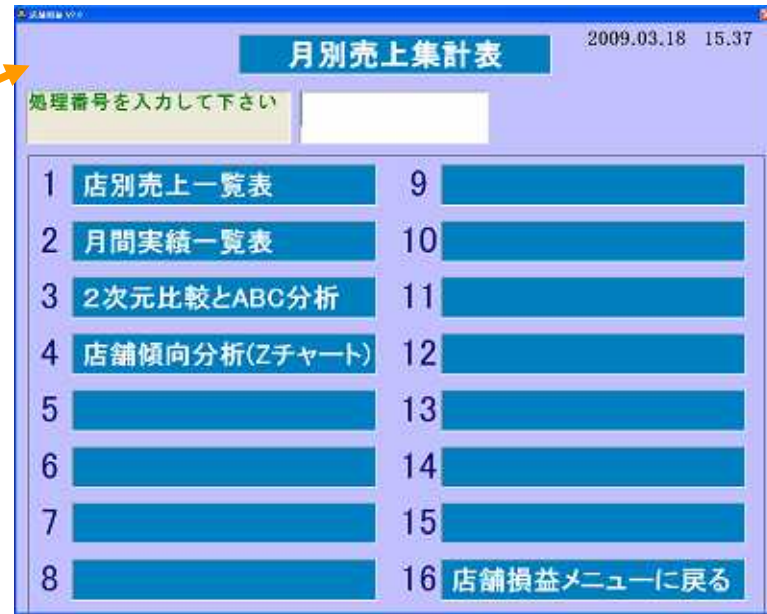 月別売上集計表
2009.03.18 15.37
処理番号を入力して下さい
1 店別売上一覧表
2 月間実績一覧表
3 2次元比較とABC分析
4 店舗傾向分析(Zチャート)
5
6
7
8
9
10
11
12
13
14
15
16 店舗損益メニューに戻る